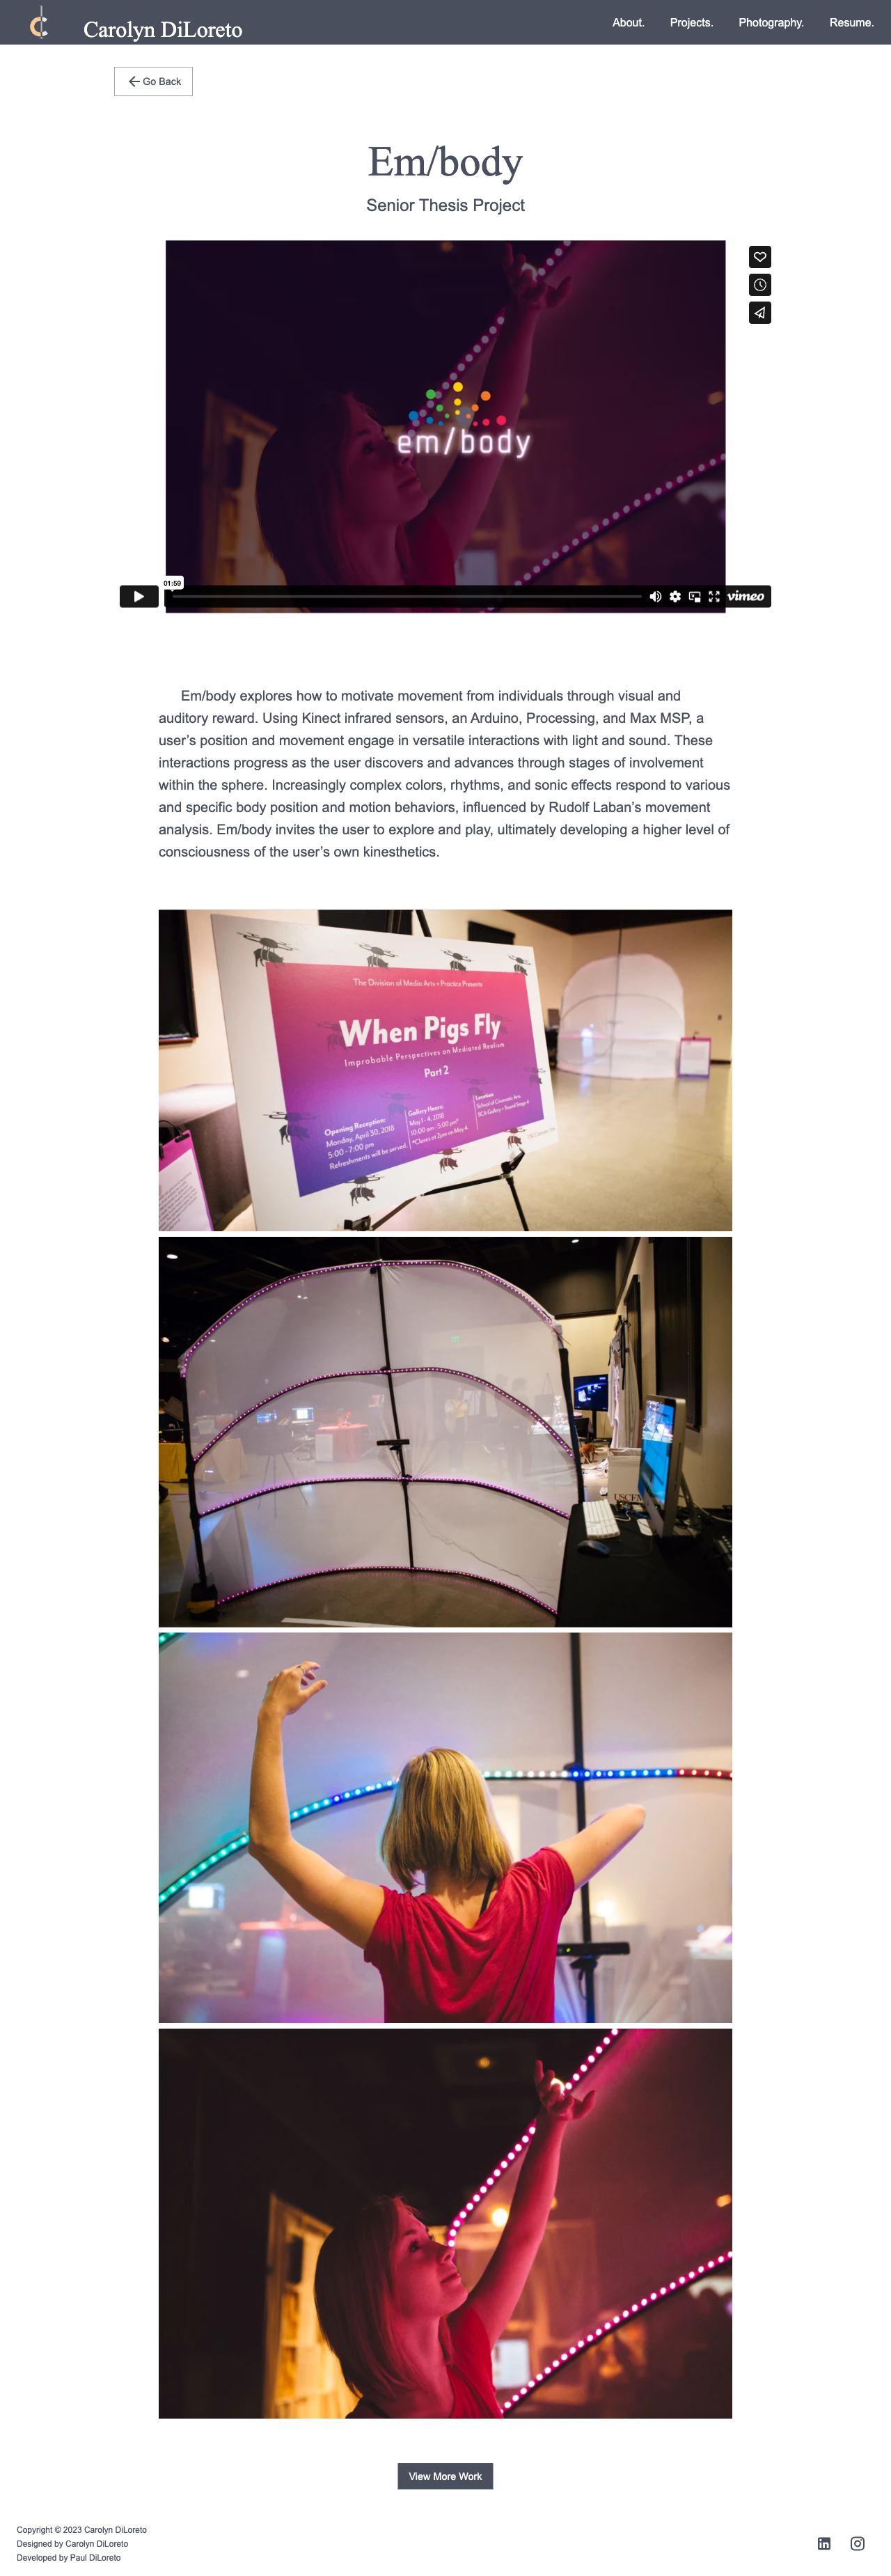 Carolyn DiLoreto
About.
Projects.
Photography.
Resume.
Go Back
Em/body
Senior Thesis Project
em/body
01:59
vimeo
Em/body explores how to motivate movement from individuals through visual and
auditory reward. Using Kinect infrared sensors, an Arduino, Processing, and Max MSP, a
user’s position and movement engage in versatile interactions with light and sound. These
interactions progress as the user discovers and advances through stages of involvement
within the sphere. Increasingly complex colors, rhythms, and sonic effects respond to various
and specific body position and motion behaviors, influenced by Rudolf Laban’s movement
analysis. Em/body invites the user to explore and play, ultimately developing a higher level of
consciousness of the user’s own kinesthetics.
The Division of Media Arts + Practice Presents
When Pigs Fly
Improbable Perspectives on Mediated Realism
Part 2
Opening Reception:
Monday, April 30, 2018
5:00 - 7:00 pm
Refreshments will be served.
Gallery Hours:
May 1-4, 2018
10:00 am - 5:00 pm*
*Closes at 2pm on May 4.
Location:
School of Cinematic Arts
SCA Gallery + Sound Stage 4
View More Work
Copyright © 2023 Carolyn DiLoreto
Designed by Carolyn DiLoreto
Developed by Paul DiLoreto